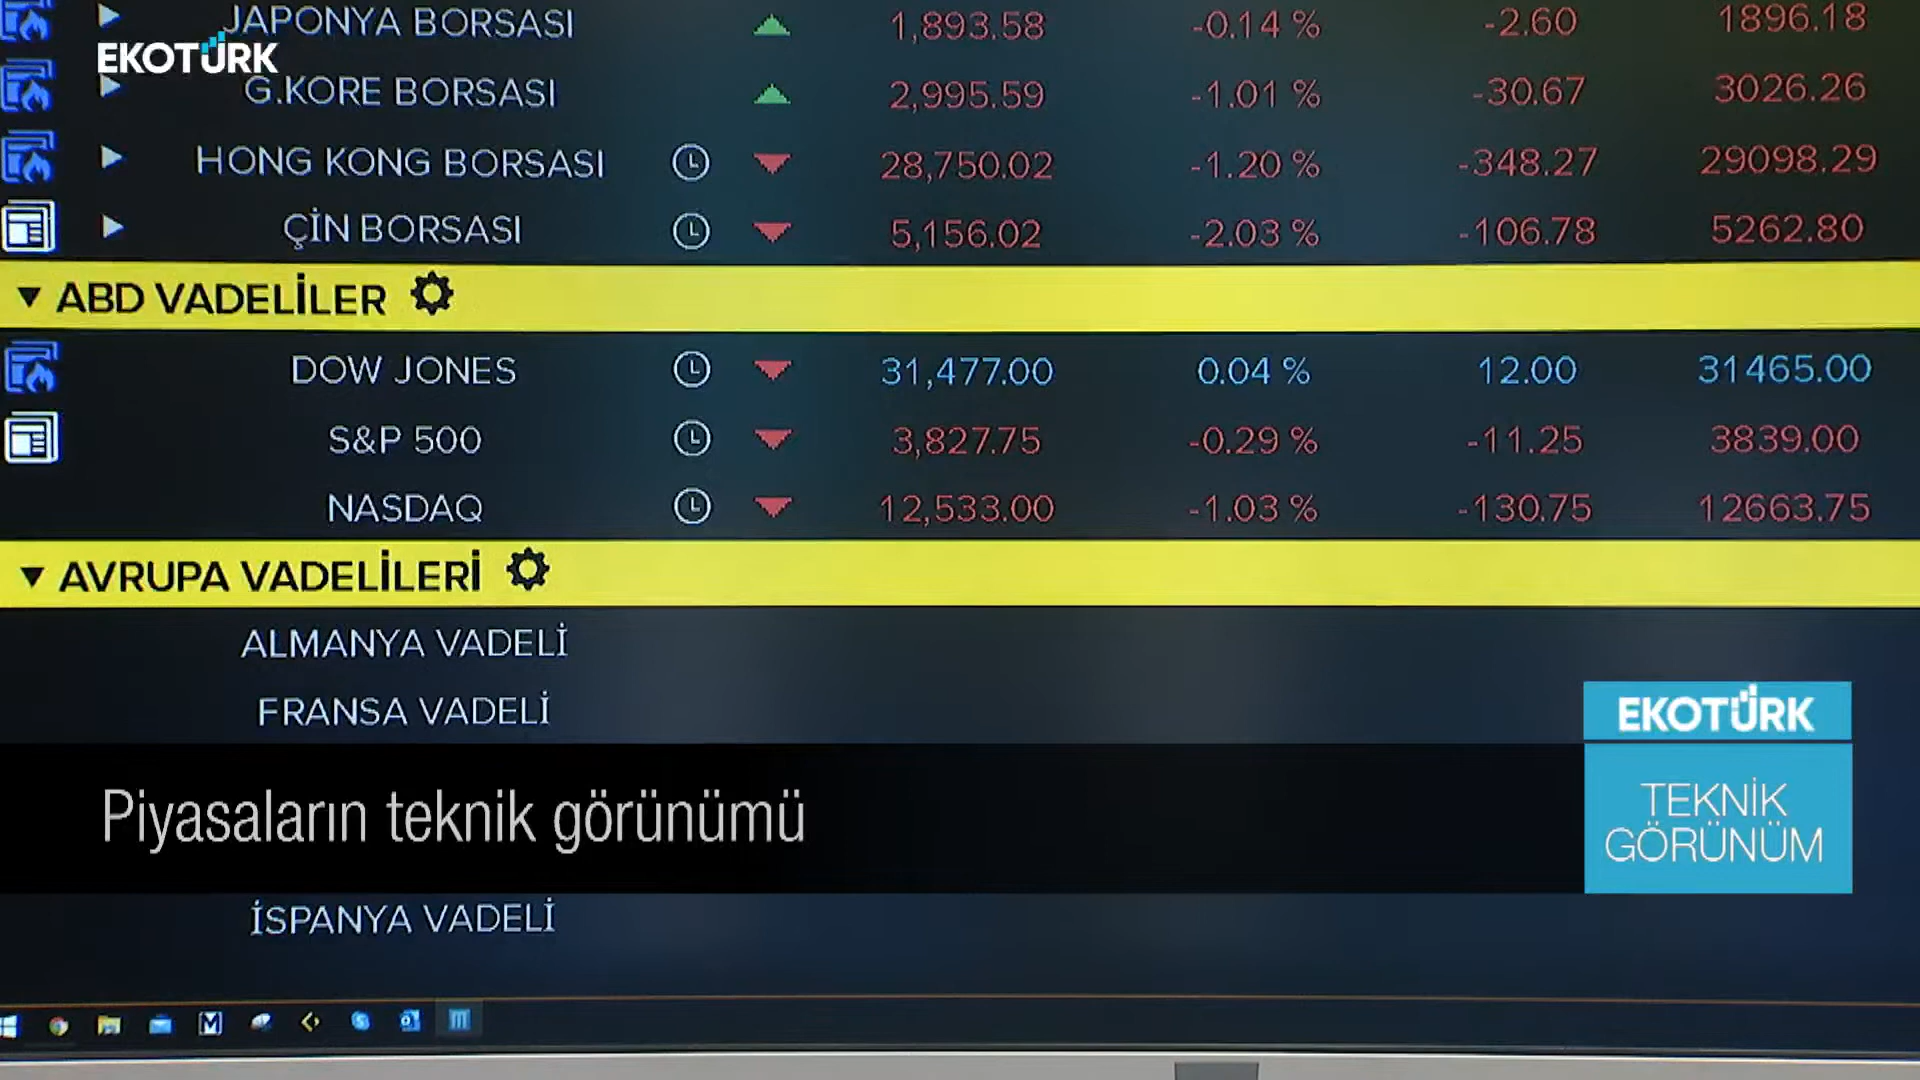 JAPONYA BORSASI 1,893.58 -0.14 % -2.60 1896.18
EKOTÜRK
G.KORE BORSASI 2,995.59 -1.01 % -30.67 3026.26
HONG KONG BORSASI 28,750.02 -1.20 % -348.27 29098.29
ÇİN BORSASI 5,156.02 -2.03 % -106.78 5262.80
ABD VADELİLER
DOW JONES 31,477.00 0.04 % 12.00 31465.00
S&P 500 3,827.75 -0.29 % -11.25 3839.00
NASDAQ 12,533.00 -1.03 % -130.75 12663.75
AVRUPA VADELİLERİ
ALMANYA VADELİ
FRANSA VADELİ
EKOTÜRK
Piyasaların teknik görünümü
TEKNİK
GÖRÜNÜM
İSPANYA VADELİ